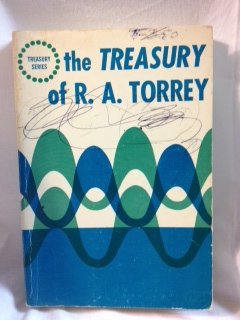 TREASURY
SERIES
the TREASURY
of R. A. TORREY